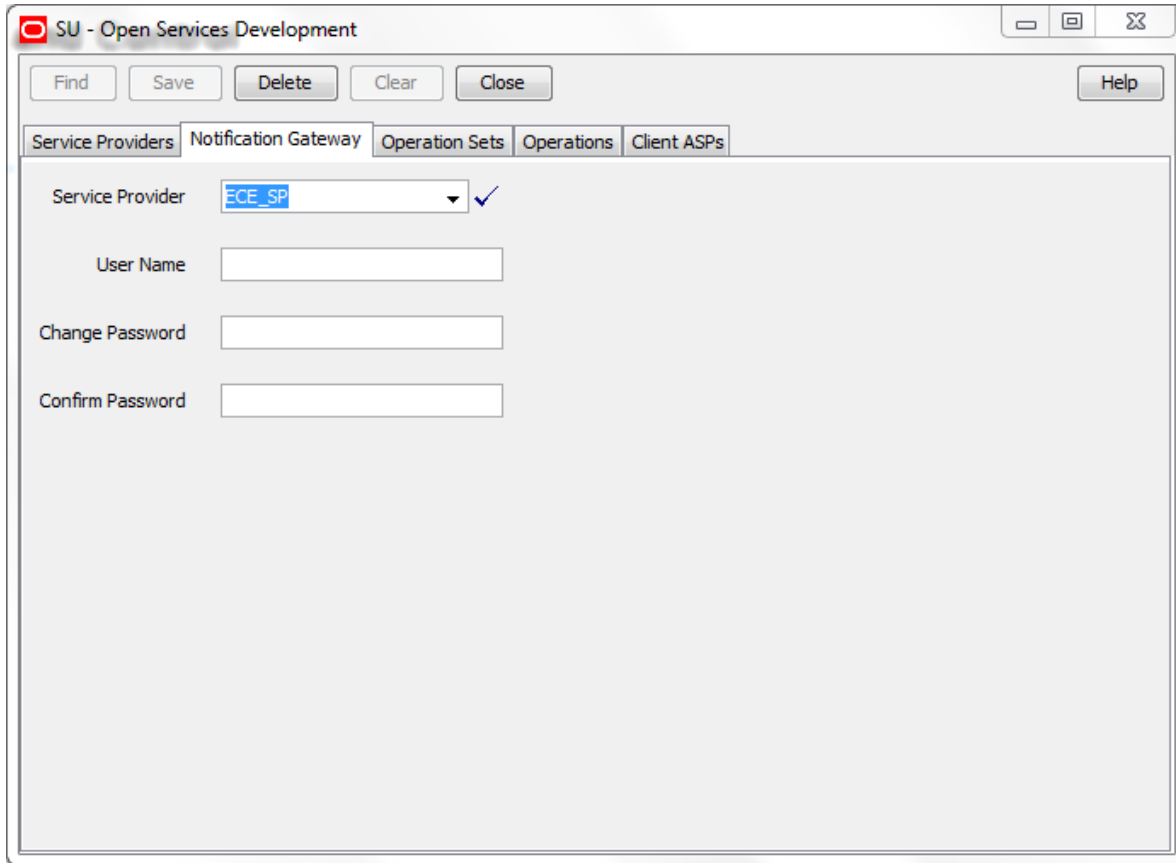 SU - Open Services Development
Find Save Delete Clear Close Help
Service Providers Notification Gateway Operation Sets Operations Client ASPs
Service Provider ECE_SP
User Name
Change Password
Confirm Password